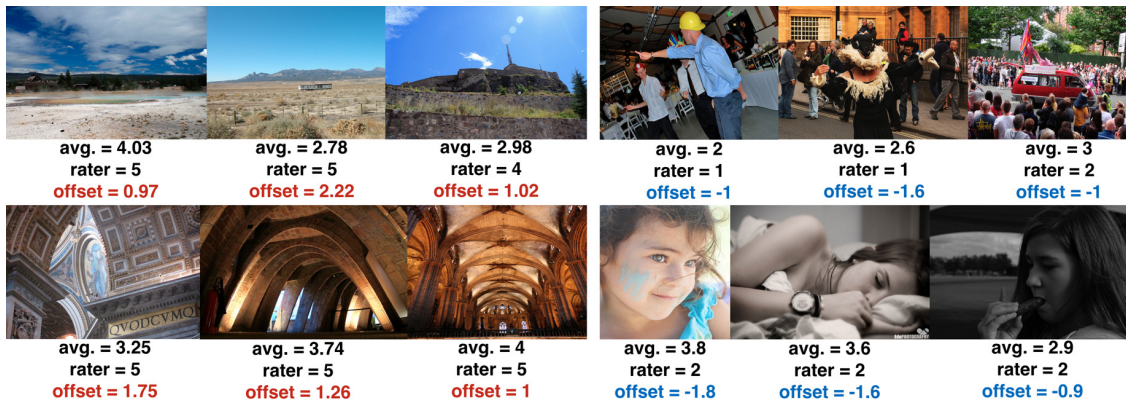 avg. = 4.03
rater = 5
offset = 0.97
avg. = 2.78
rater = 5
offset = 2.22
avg. = 2.98
rater = 4
offset = 1.02
avg. = 2
rater = 1
offset = -1
avg. = 2.6
rater = 1
offset = -1.6
avg. = 3
rater = 2
offset = -1
QVODCVMQ
avg. = 3.25
rater = 5
offset = 1.75
avg. = 3.74
rater = 5
offset = 1.26
avg. = 4
rater = 5
offset = 1
avg. = 3.8
rater = 2
offset = -1.8
avg. = 3.6
rater = 2
offset = -1.6
avg. = 2.9
rater = 2
offset = -0.9